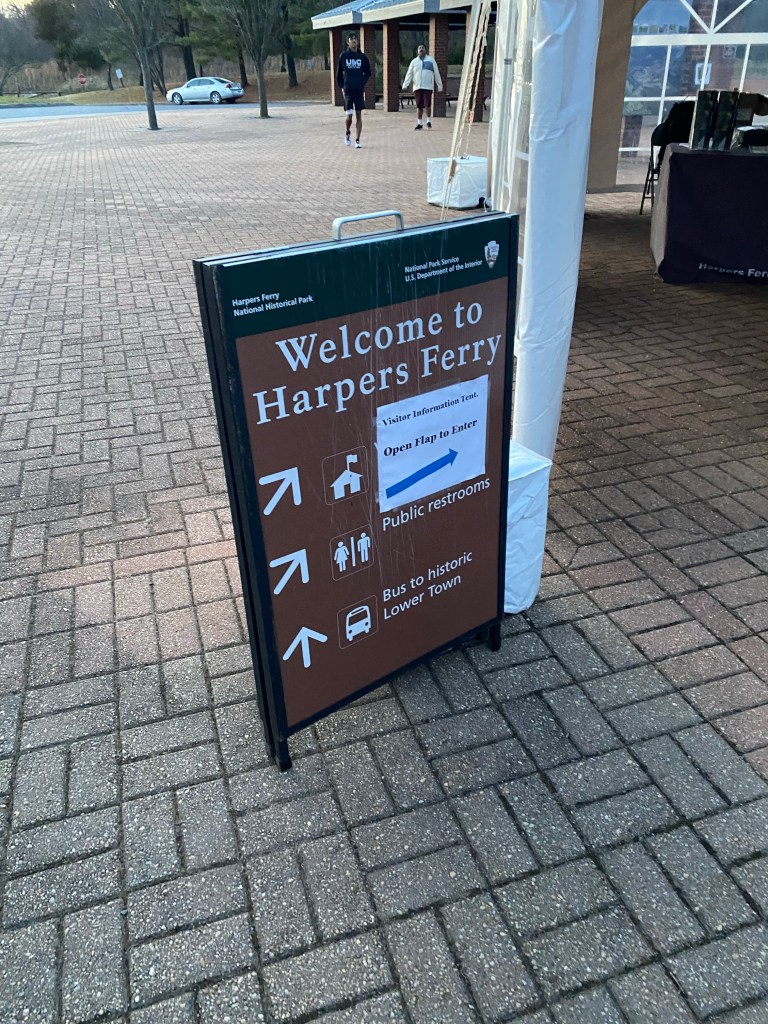 Harpers Ferry
National Historical Park
National Park Service
U.S. Department of the Interior
Welcome to
Harpers Ferry
Visitor Information Tent.
Open Flap to Enter
Public restrooms
Bus to historic
Lower Town
Harpers Fer